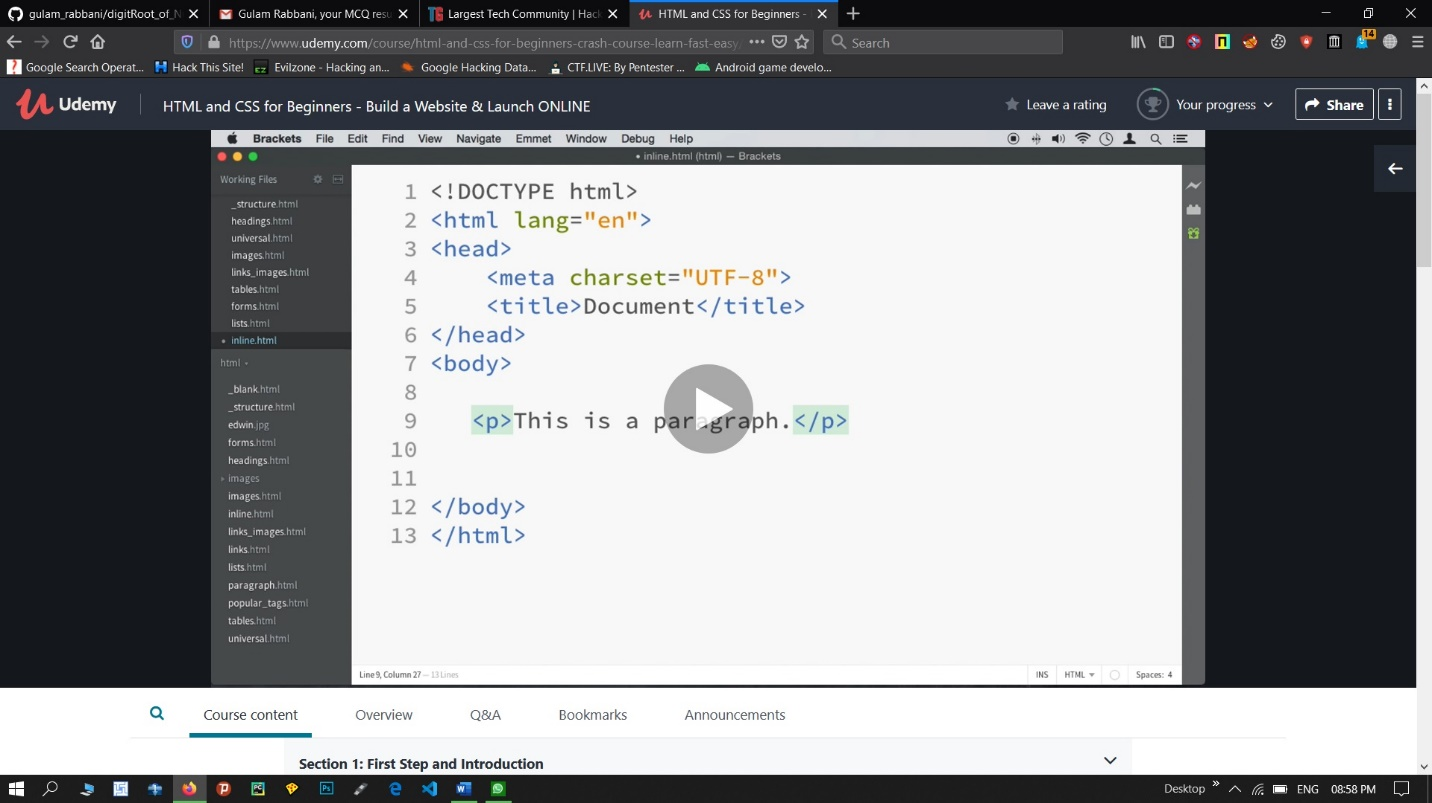 gulam_rabbani/digitRoot_of_N
Gulam Rabbani, your MCQ resu
Largest Tech Community | Hack
HTML and CSS for Beginners -
https://www.udemy.com/course/html-and-css-for-beginners-crash-course-learn-fast-easy,
Search
14
Google Search Operat...
Hack This Site!
EZ
Evilzone - Hacking an...
Google Hacking Data...
CTF.LIVE: By Pentester ...
Android game develo...
Udemy
HTML and CSS for Beginners - Build a Website & Launch ONLINE
Leave a rating
Your progress
Share
Brackets File Edit Find View Navigate Emmet Window Debug Help
• inline.html (html) — Brackets
Working Files
_structure.html
headings.html
universal.html
images.html
links_images.html
tables.html
forms.html
lists.html
inline.html
html
_blank.html
_structure.html
edwin.jpg
forms.html
headings.html
images
images.html
inline.html
links_images.html
links.html
lists.html
paragraph.html
popular_tags.html
tables.html
universal.html
1 <!DOCTYPE html>
2 <html lang="en">
3 <head>
4 <meta charset="UTF-8">
5 <title>Document</title>
6 </head>
7 <body>
8
9 <p>This is a paragraph.</p>
10
11
12 </body>
13 </html>
Line 9, Column 27 — 13 Lines
INS
HTML
Spaces: 4
Course content
Overview
Q&A
Bookmarks
Announcements
Section 1: First Step and Introduction
Desktop
ENG
08:58 PM